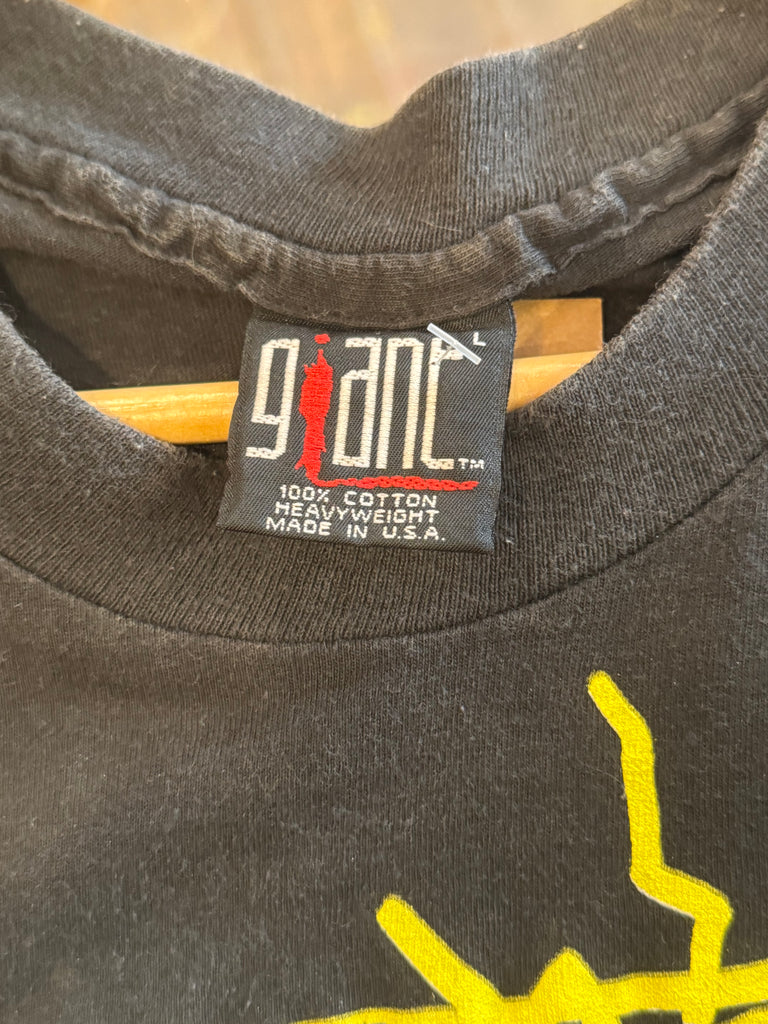 giant L
TM
100% COTTON
HEAVYWEIGHT
MADE IN U.S.A.